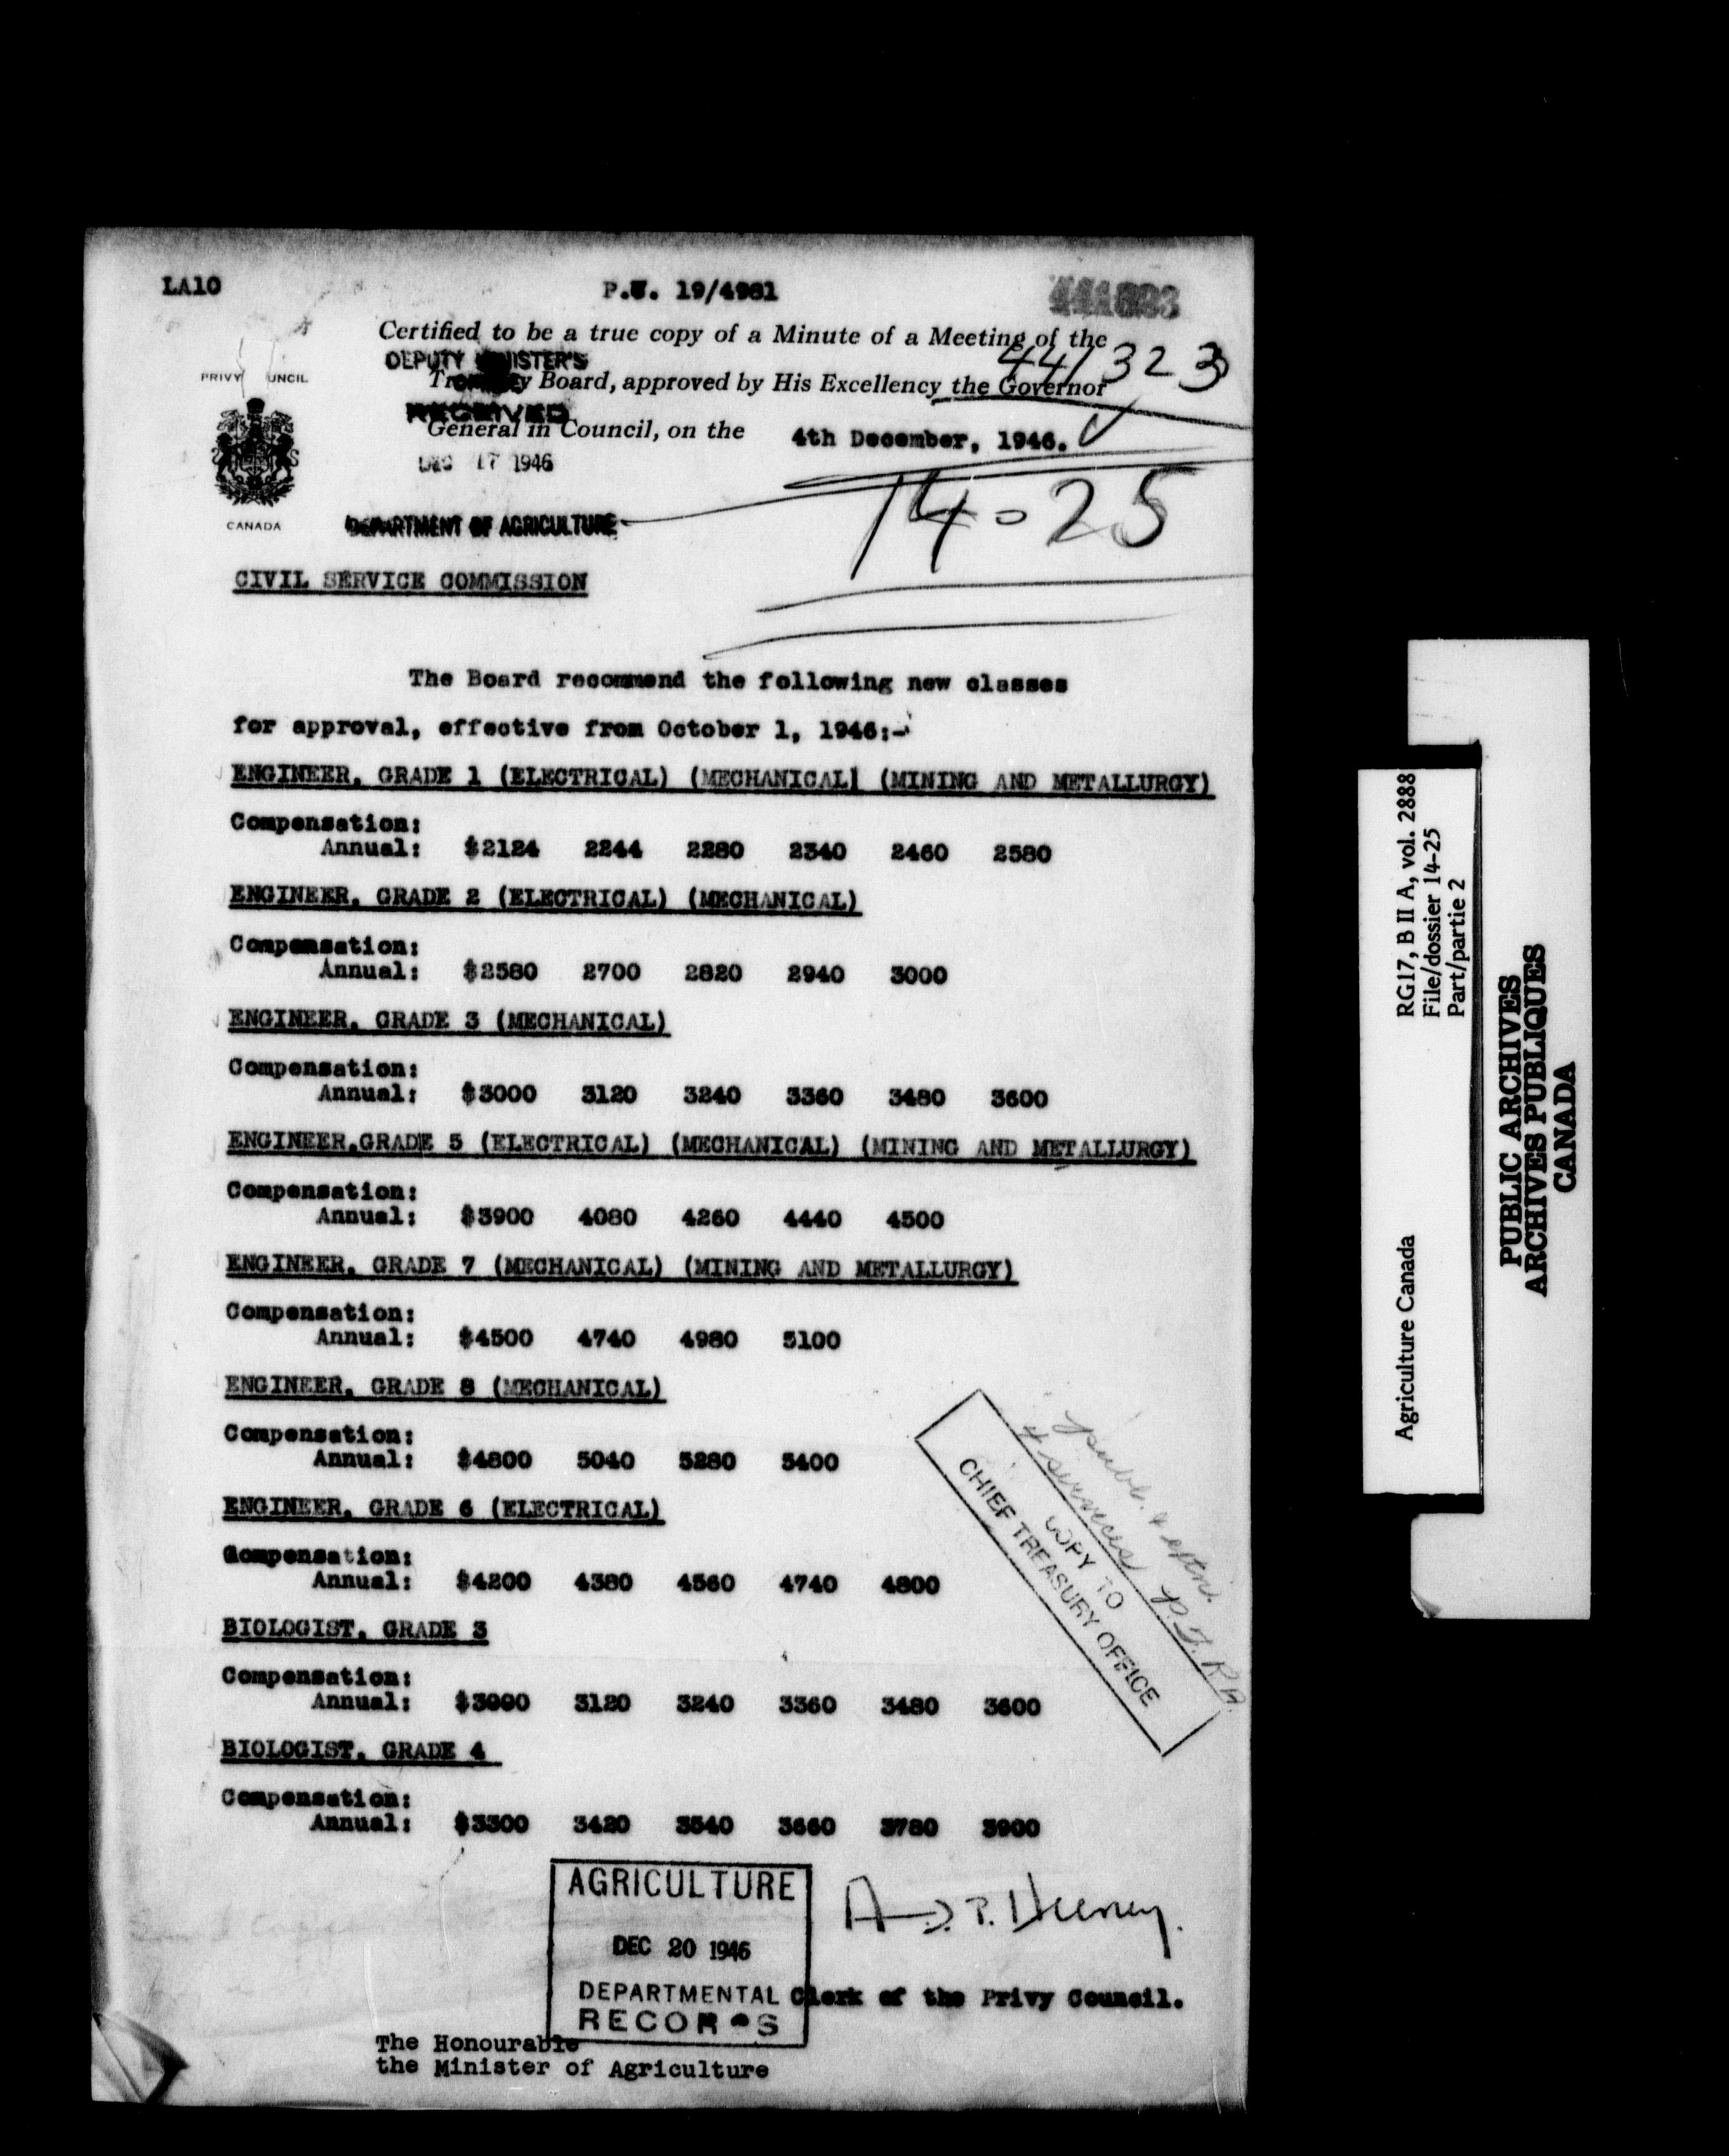 LA10
P.C. 19/4981
441323
Certified to be a true copy of a Minute of a Meeting of the
Treasury Board, approved by His Excellency the Governor
General in Council, on the 4th December, 1946.
DEPUTY MINISTER'S
OFFICE
RECEIVED
DEC 17 1946
DEPARTMENT OF AGRICULTURE
PRIVY COUNCIL
CANADA
14-25
CIVIL SERVICE COMMISSION
The Board recommend the following new classes
for approval, effective from October 1, 1946:-
ENGINEER, GRADE 1 (ELECTRICAL) (MECHANICAL) (MINING AND METALLURGY)
Compensation:
Annual: $2124 2244 2280 2340 2460 2580
ENGINEER, GRADE 2 (ELECTRICAL) (MECHANICAL)
Compensation:
Annual: $2580 2700 2820 2940 3000
ENGINEER, GRADE 3 (MECHANICAL)
Compensation:
Annual: $3000 3120 3240 3360 3480 3600
ENGINEER,GRADE 5 (ELECTRICAL) (MECHANICAL) (MINING AND METALLURGY)
Compensation:
Annual: $3900 4080 4260 4440 4500
ENGINEER, GRADE 7 (MECHANICAL) (MINING AND METALLURGY)
Compensation:
Annual: $4500 4740 4980 5100
ENGINEER, GRADE 8 (MECHANICAL)
Compensation:
Annual: $4800 5040 5280 5400
ENGINEER, GRADE 6 (ELECTRICAL)
Compensation:
Annual: $4200 4380 4560 4740 4800
BIOLOGIST, GRADE 3
Compensation:
Annual: $3000 3120 3240 3360 3480 3600
BIOLOGIST, GRADE 4
Compensation:
Annual: $3300 3420 3540 3660 3780 3900
COPY TO
CHIEF TREASURY OFFICE
publ. & extn.
& services P.F.RA.
AGRICULTURE
DEC 20 1946
DEPARTMENTAL
RECORDS
A.D.P. Heeney.
Clerk of the Privy Council.
The Honourable
the Minister of Agriculture
Agriculture Canada RG17, B II A, vol. 2888
File/dossier 14-25
Part/partie 2
PUBLIC ARCHIVES
ARCHIVES PUBLIQUES
CANADA